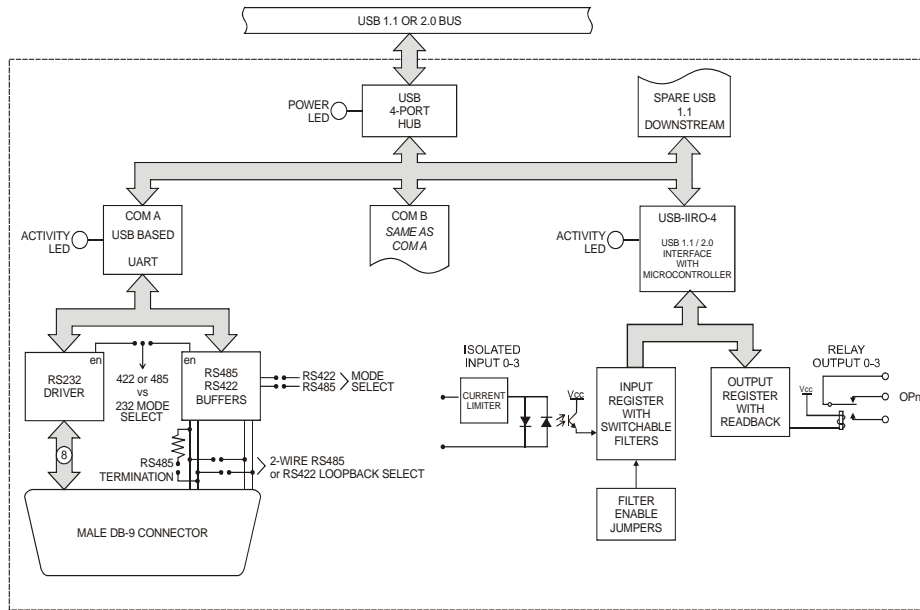 USB 1.1 OR 2.0 BUS
POWER
LED
USB
4-PORT
HUB
SPARE USB
1.1
DOWNSTREAM
ACTIVITY
LED
COM A
USB BASED
UART
COM B
SAME AS
COM A
ACTIVITY
LED
USB-IIRO-4
USB 1.1 / 2.0
INTERFACE
WITH
MICROCONTROLLER
en
RS232
DRIVER
422 or 485
vs
232 MODE
SELECT
en
RS485
RS422
BUFFERS
RS422
RS485
MODE
SELECT
8
RS485
TERMINATION
2-WIRE RS485
or RS422 LOOPBACK SELECT
MALE DB-9 CONNECTOR
ISOLATED
INPUT 0-3
CURRENT
LIMITER
Vcc
INPUT
REGISTER
WITH
SWITCHABLE
FILTERS
FILTER
ENABLE
JUMPERS
OUTPUT
REGISTER
WITH
READBACK
RELAY
OUTPUT 0-3
Vcc
OPn